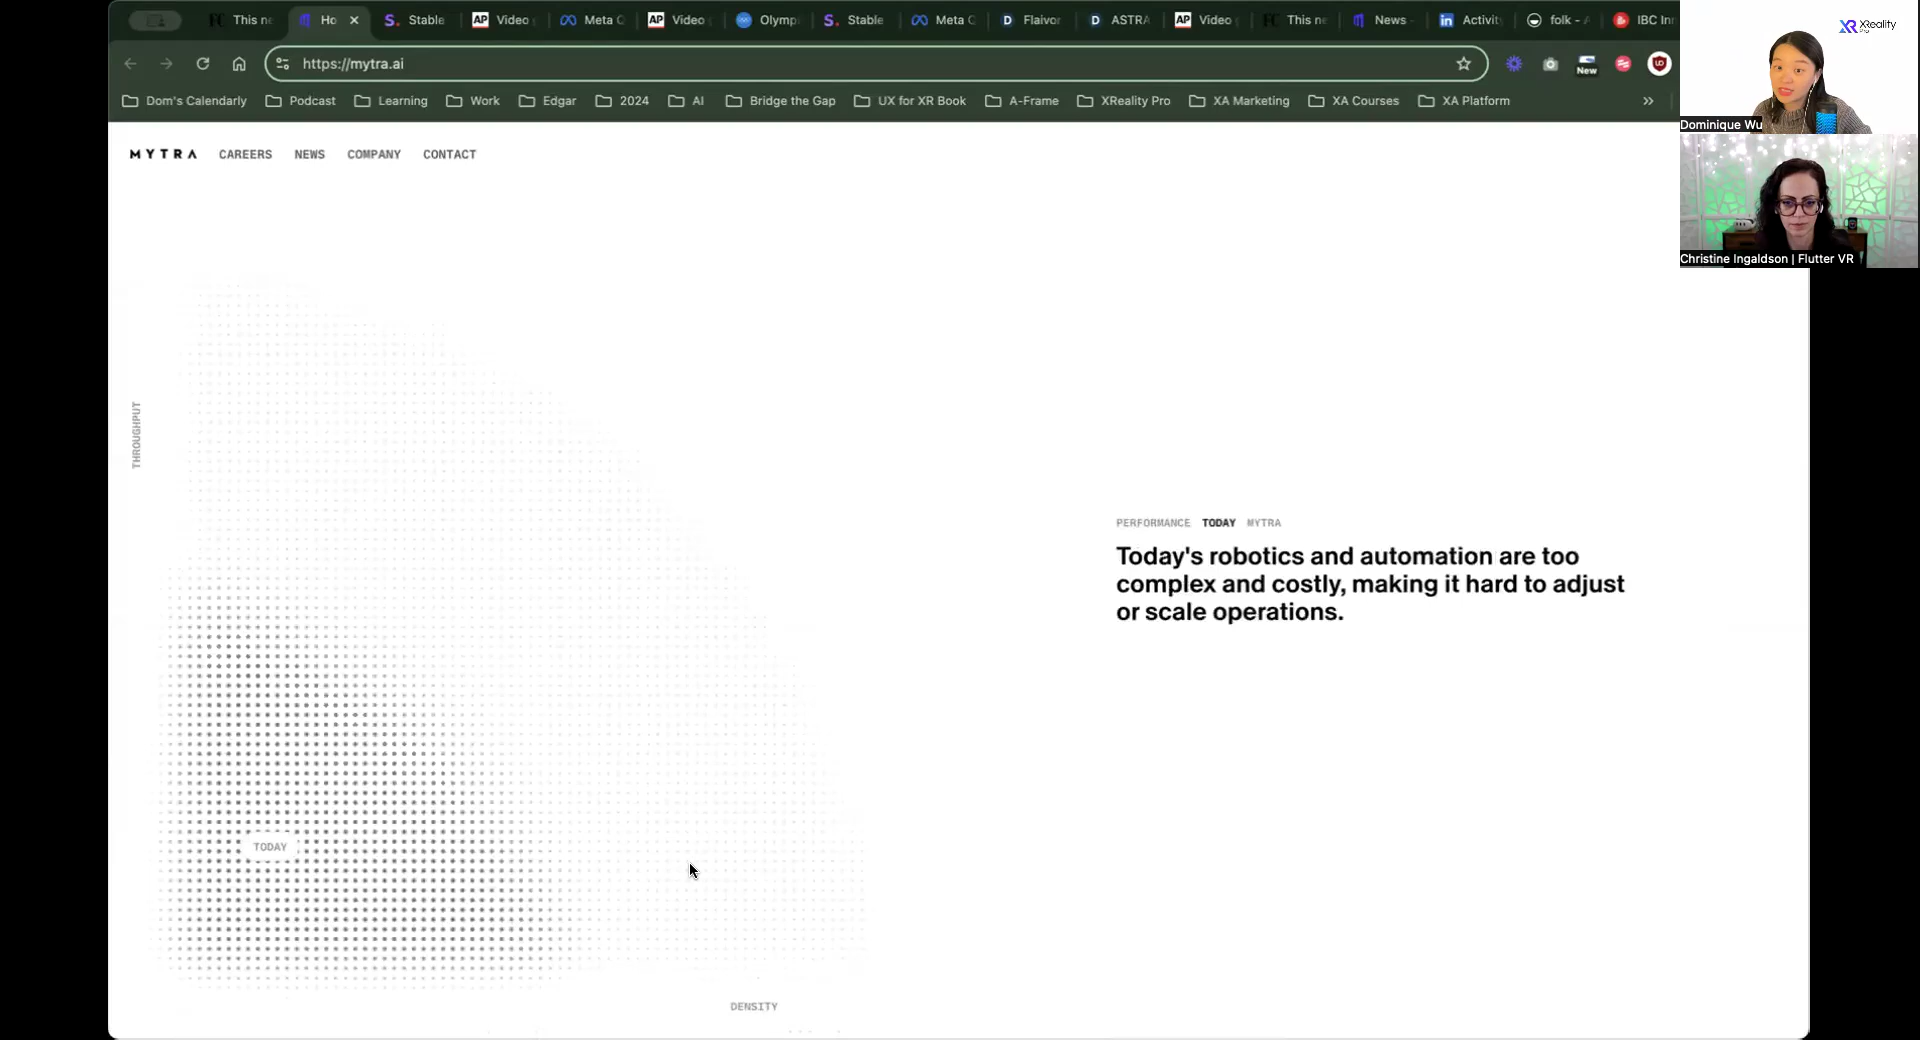 This ne
Ho
Stable
Video
Meta Q
Video
Olymp
Stable
Meta Q
Flaivor
ASTRA
Video
This ne
News
Activit
folk - A
IBC Inn
https://mytra.ai
New
Dom's Calendarly
Podcast
Learning
Work
Edgar
2024
AI
Bridge the Gap
UX for XR Book
A-Frame
XReality Pro
XA Marketing
XA Courses
XA Platform
XReality
Pro
Dominique Wu
Christine Ingaldson | Flutter VR
MYTRA
CAREERS
NEWS
COMPANY
CONTACT
THROUGHPUT
PERFORMANCE TODAY MYTRA
Today's robotics and automation are too
complex and costly, making it hard to adjust
or scale operations.
TODAY
DENSITY